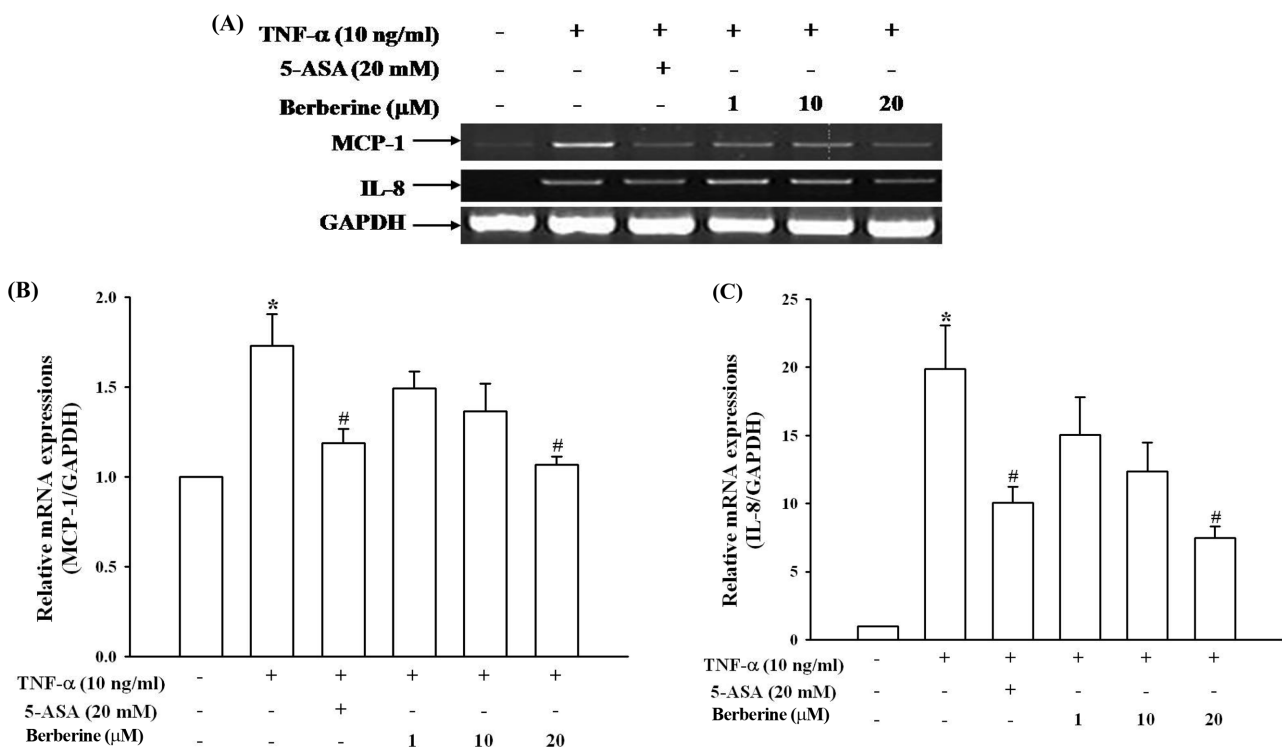 (A)
TNF-α (10 ng/ml) - + + + + +
5-ASA (20 mM) - - + - - -
Berberine (µM) - - - 1 10 20
MCP-1
IL-8
GAPDH
(B)
Relative mRNA expressions
(MCP-1/GAPDH)
2.0
1.5
1.0
0.5
0.0
*
#
#
TNF-α (10 ng/ml) - + + + + +
5-ASA (20 mM) - - + - - -
Berberine (µM) - - - 1 10 20
(C)
Relative mRNA expressions
(IL-8/GAPDH)
25
20
15
10
5
0
*
#
#
TNF-α (10 ng/ml) - + + + + +
5-ASA (20 mM) - - + - - -
Berberine (µM) - - - 1 10 20